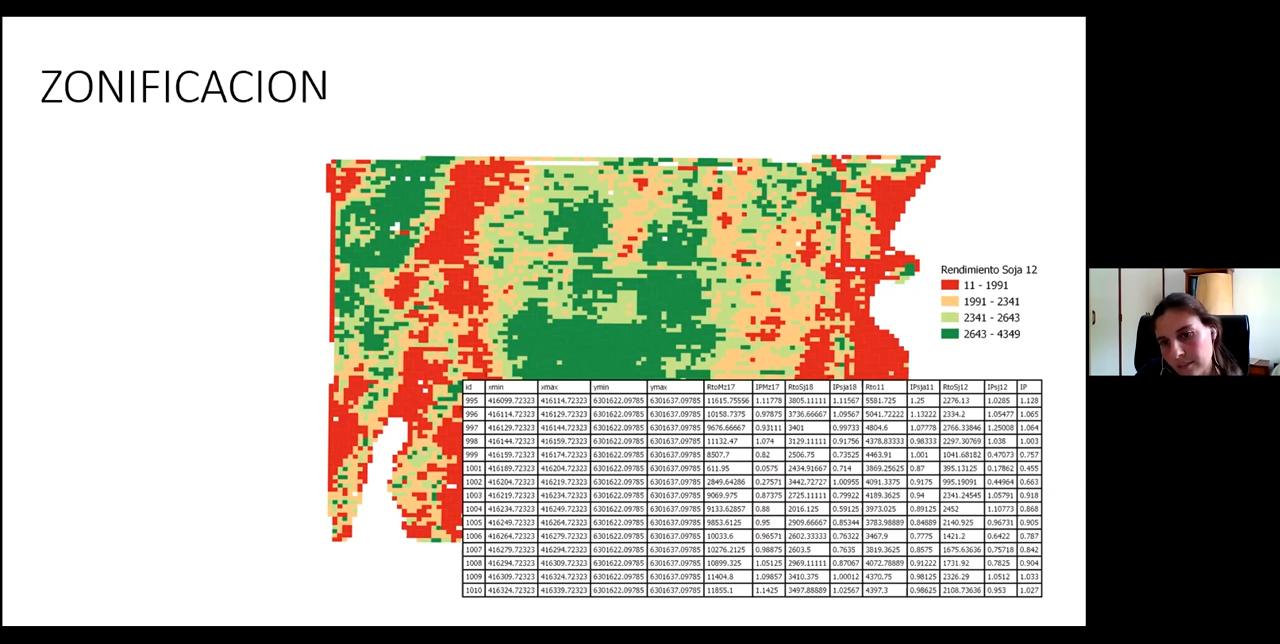 ZONIFICACION
Rendimiento Soja 12
11 - 1991
1991 - 2341
2341 - 2643
2643 - 4349
id xmin xmax ymin ymax RtoMz17 IPMz17 RtoSj18 IPsja18 Rto11 IPsja11 RtoSj12 IPsj12 IP
995 416099.72323 416114.72323 6301622.09785 6301637.09785 11615.75556 1.11778 3805.11111 1.11567 5581.725 1.25 2276.13 1.0285 1.128
996 416114.72323 416129.72323 6301622.09785 6301637.09785 10158.7375 0.97875 3736.66667 1.09567 5041.72222 1.13222 2334.2 1.05477 1.065
997 416129.72323 416144.72323 6301622.09785 6301637.09785 9676.66667 0.93111 3401 0.99733 4804.6 1.07778 2766.33846 1.25008 1.064
998 416144.72323 416159.72323 6301622.09785 6301637.09785 11132.47 1.074 3129.11111 0.91756 4378.83333 0.98333 2297.30769 1.038 1.003
999 416159.72323 416174.72323 6301622.09785 6301637.09785 8507.7 0.82 2506.75 0.73525 4463.91 1.001 1041.68182 0.47073 0.757
1001 416189.72323 416204.72323 6301622.09785 6301637.09785 611.95 0.0575 2434.91667 0.714 3869.25625 0.87 395.13125 0.17862 0.455
1002 416204.72323 416219.72323 6301622.09785 6301637.09785 2849.64286 0.27571 3442.72727 1.00955 4091.3375 0.9175 995.19091 0.44964 0.663
1003 416219.72323 416234.72323 6301622.09785 6301637.09785 9069.975 0.87375 2725.11111 0.79922 4189.3625 0.94 2341.24545 1.05791 0.918
1004 416234.72323 416249.72323 6301622.09785 6301637.09785 9133.62857 0.88 2016.125 0.59125 3973.025 0.89125 2452 1.10773 0.868
1005 416249.72323 416264.72323 6301622.09785 6301637.09785 9853.6125 0.95 2909.66667 0.85344 3783.98889 0.84889 2140.925 0.96731 0.905
1006 416264.72323 416279.72323 6301622.09785 6301637.09785 10033.6 0.96571 2602.33333 0.76322 3467.9 0.7775 1421.2 0.6422 0.787
1007 416279.72323 416294.72323 6301622.09785 6301637.09785 10276.2125 0.98875 2603.5 0.7635 3819.3625 0.8575 1675.63636 0.75718 0.842
1008 416294.72323 416309.72323 6301622.09785 6301637.09785 10899.325 1.05125 2969.11111 0.87067 4072.78889 0.91222 1731.92 0.7825 0.904
1009 416309.72323 416324.72323 6301622.09785 6301637.09785 11404.8 1.09857 3410.375 1.00012 4370.75 0.98125 2326.29 1.0512 1.033
1010 416324.72323 416339.72323 6301622.09785 6301637.09785 11855.1 1.1425 3497.88889 1.02567 4397.3 0.98625 2108.73636 0.953 1.027